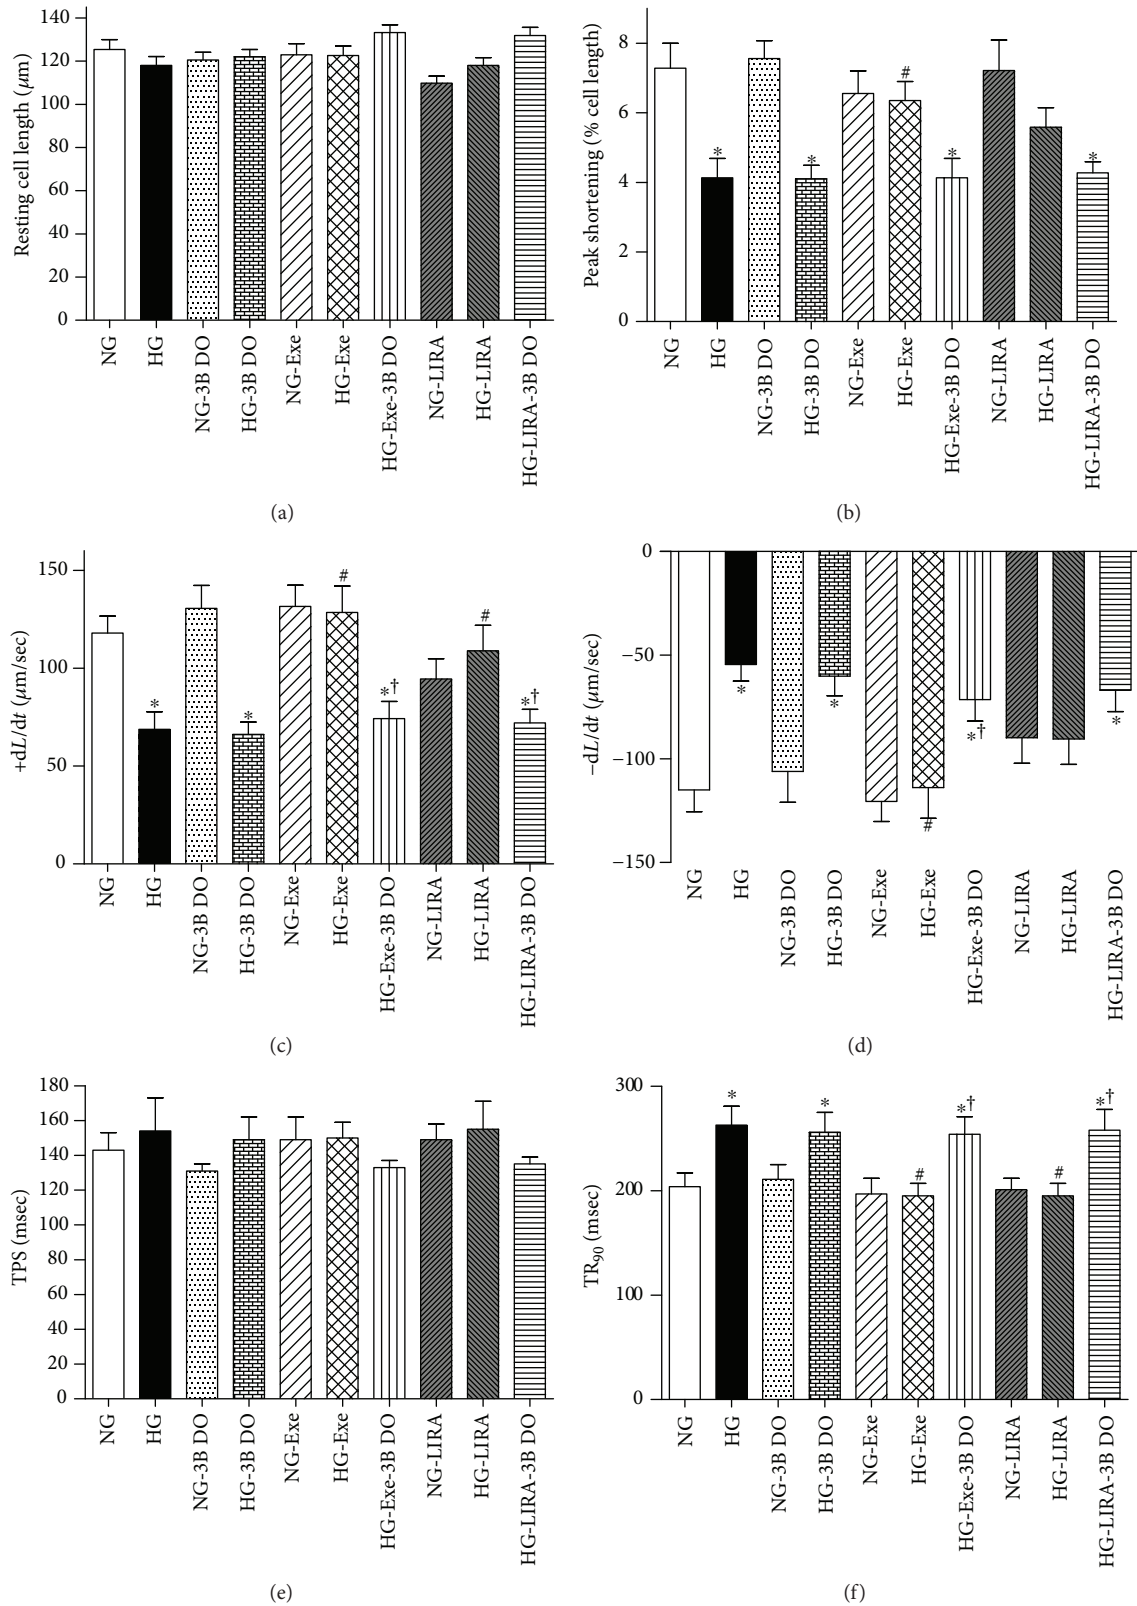 Resting cell length (μm)
140
120
100
80
60
40
20
0
NG
HG
NG-3B DO
HG-3B DO
NG-Exe
HG-Exe
HG-Exe-3B DO
NG-LIRA
HG-LIRA
HG-LIRA-3B DO
(a)
Peak shortening (% cell length)
8
6
4
2
0
*
*
#
*
*
NG
HG
NG-3B DO
HG-3B DO
NG-Exe
HG-Exe
HG-Exe-3B DO
NG-LIRA
HG-LIRA
HG-LIRA-3B DO
(b)
+dL/dt (μm/sec)
150
100
50
0
*
*
#
*†
#
*†
NG
HG
NG-3B DO
HG-3B DO
NG-Exe
HG-Exe
HG-Exe-3B DO
NG-LIRA
HG-LIRA
HG-LIRA-3B DO
(c)
−dL/dt (μm/sec)
0
−50
−100
−150
*
*
#
*†
*
NG
HG
NG-3B DO
HG-3B DO
NG-Exe
HG-Exe
HG-Exe-3B DO
NG-LIRA
HG-LIRA
HG-LIRA-3B DO
(d)
TPS (msec)
180
160
140
120
100
80
60
40
20
0
NG
HG
NG-3B DO
HG-3B DO
NG-Exe
HG-Exe
HG-Exe-3B DO
NG-LIRA
HG-LIRA
HG-LIRA-3B DO
(e)
TR₉₀ (msec)
300
200
100
0
*
*
#
*†
#
*†
NG
HG
NG-3B DO
HG-3B DO
NG-Exe
HG-Exe
HG-Exe-3B DO
NG-LIRA
HG-LIRA
HG-LIRA-3B DO
(f)